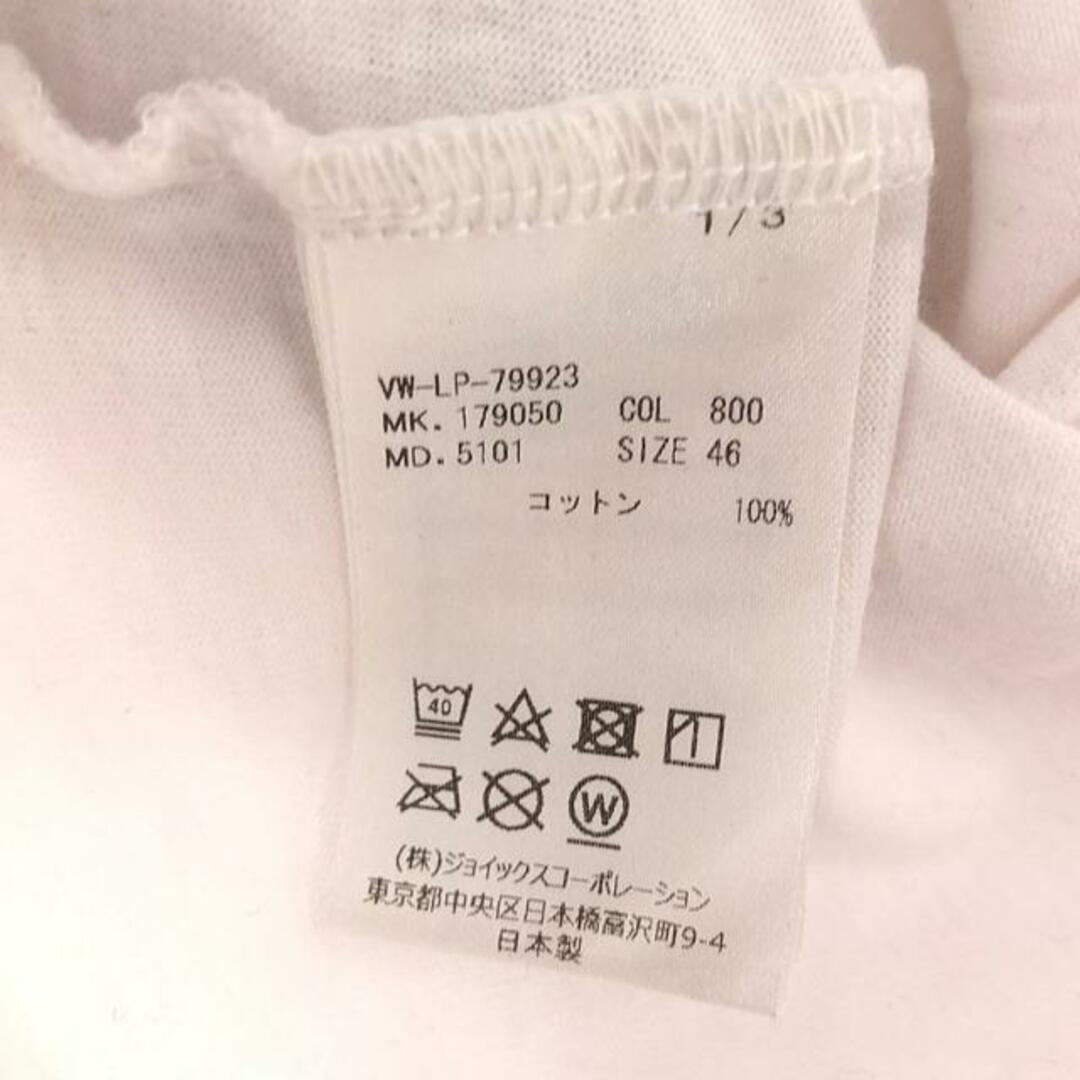 1/3
VW-LP-79923
MK. 179050 COL 800
MD. 5101 SIZE 46
コットン 100%
40
W
(株)ジョイックスコーポレーション
東京都中央区日本橋富沢町9-4
日本製